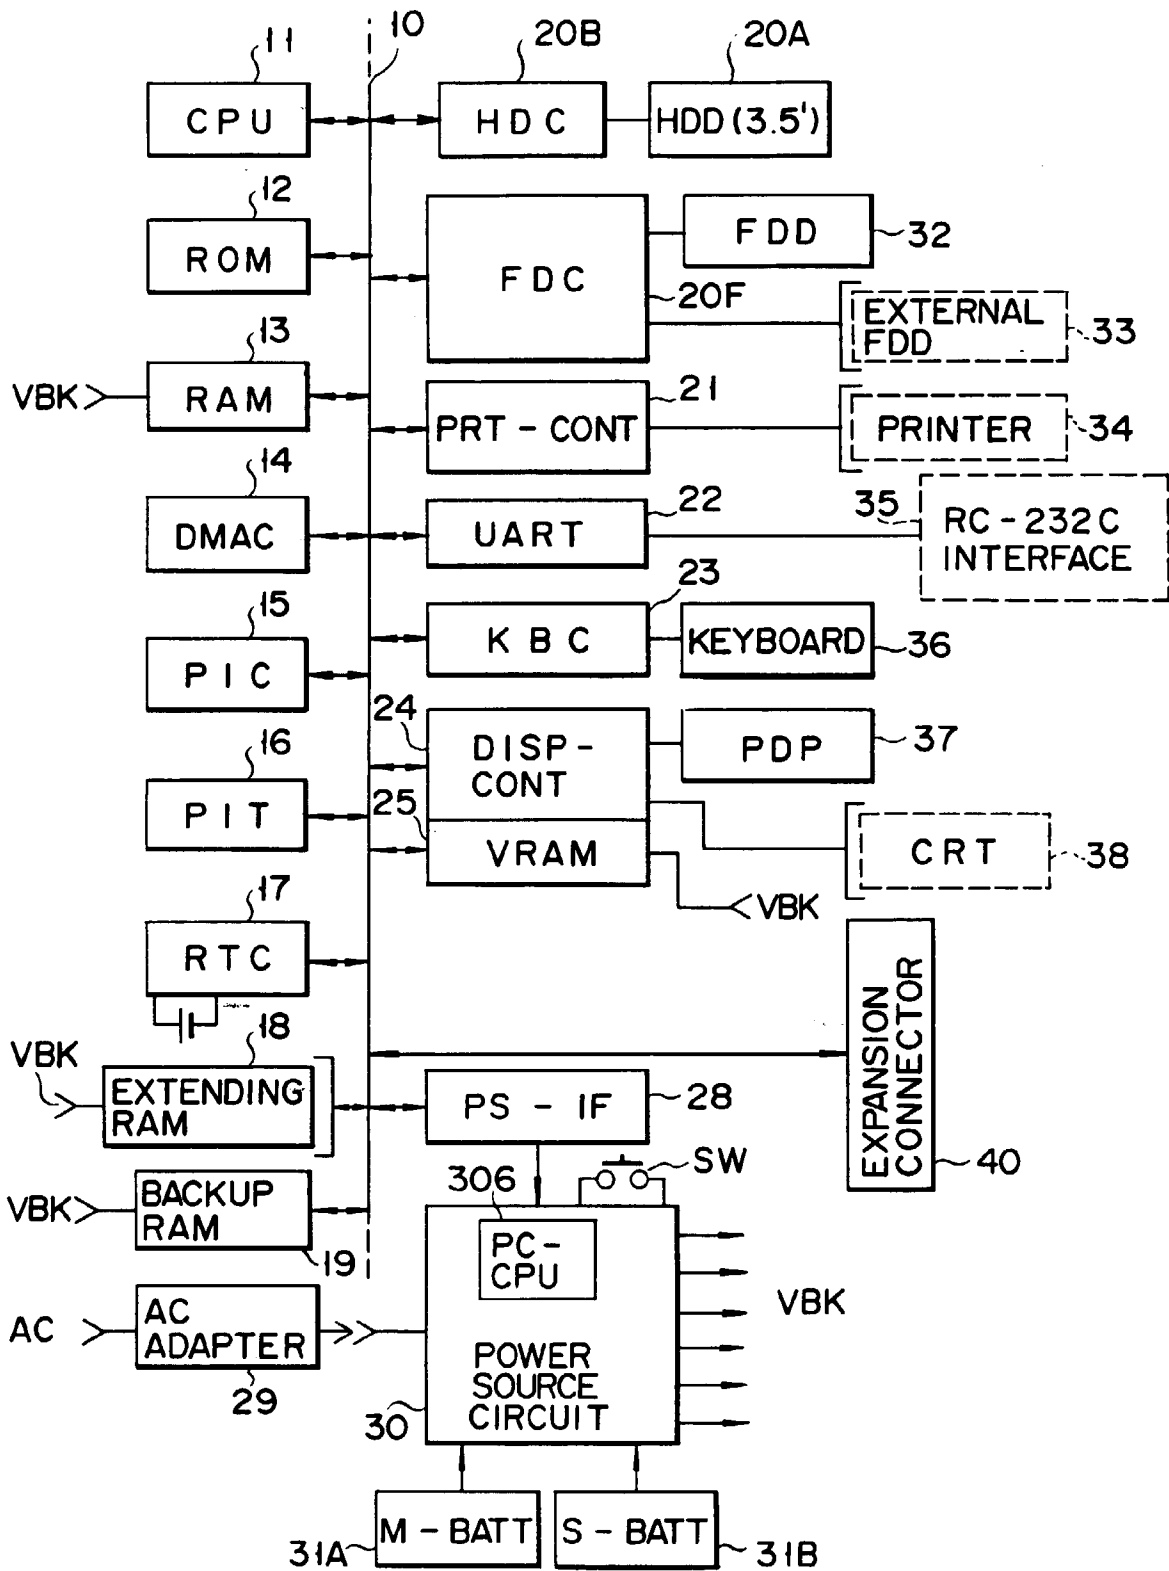 11
10
20B
20A
CPU
HDC
HDD (3.5')
12
ROM
FDC
FDD
32
20F
EXTERNAL
FDD
33
13
VBK
RAM
21
PRT - CONT
PRINTER
34
14
DMAC
22
UART
35
RC - 232C
INTERFACE
15
PIC
23
KBC
KEYBOARD
36
24
DISP-
CONT
PDP
37
16
PIT
25
VRAM
CRT
38
VBK
17
RTC
EXPANSION
CONNECTOR
40
18
VBK
EXTENDING
RAM
PS - IF
28
SW
VBK
BACKUP
RAM
19
306
PC-
CPU
VBK
AC
AC
ADAPTER
29
POWER
SOURCE
CIRCUIT
30
M - BATT
31A
S - BATT
31B